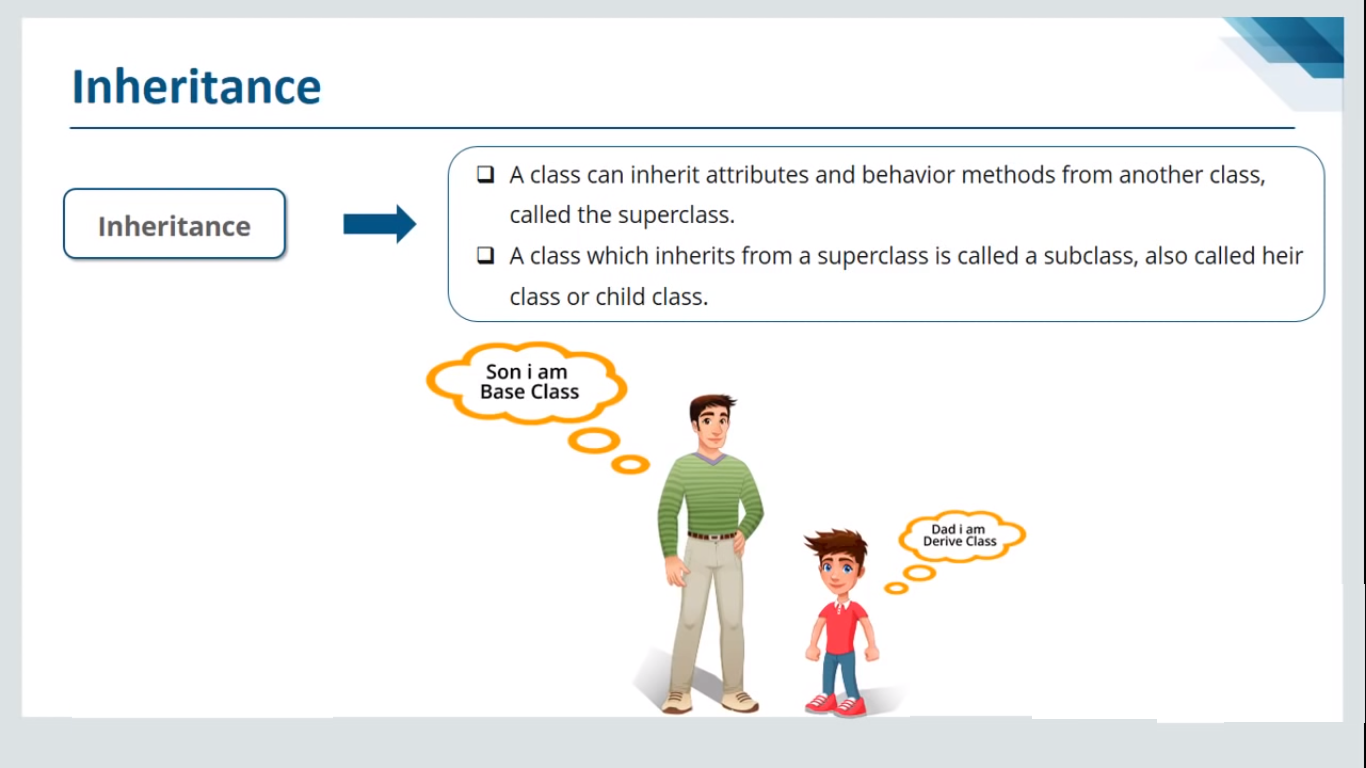 Inheritance
Inheritance
❑ A class can inherit attributes and behavior methods from another class,
called the superclass.
❑ A class which inherits from a superclass is called a subclass, also called heir
class or child class.
Son i am
Base Class
Dad i am
Derive Class